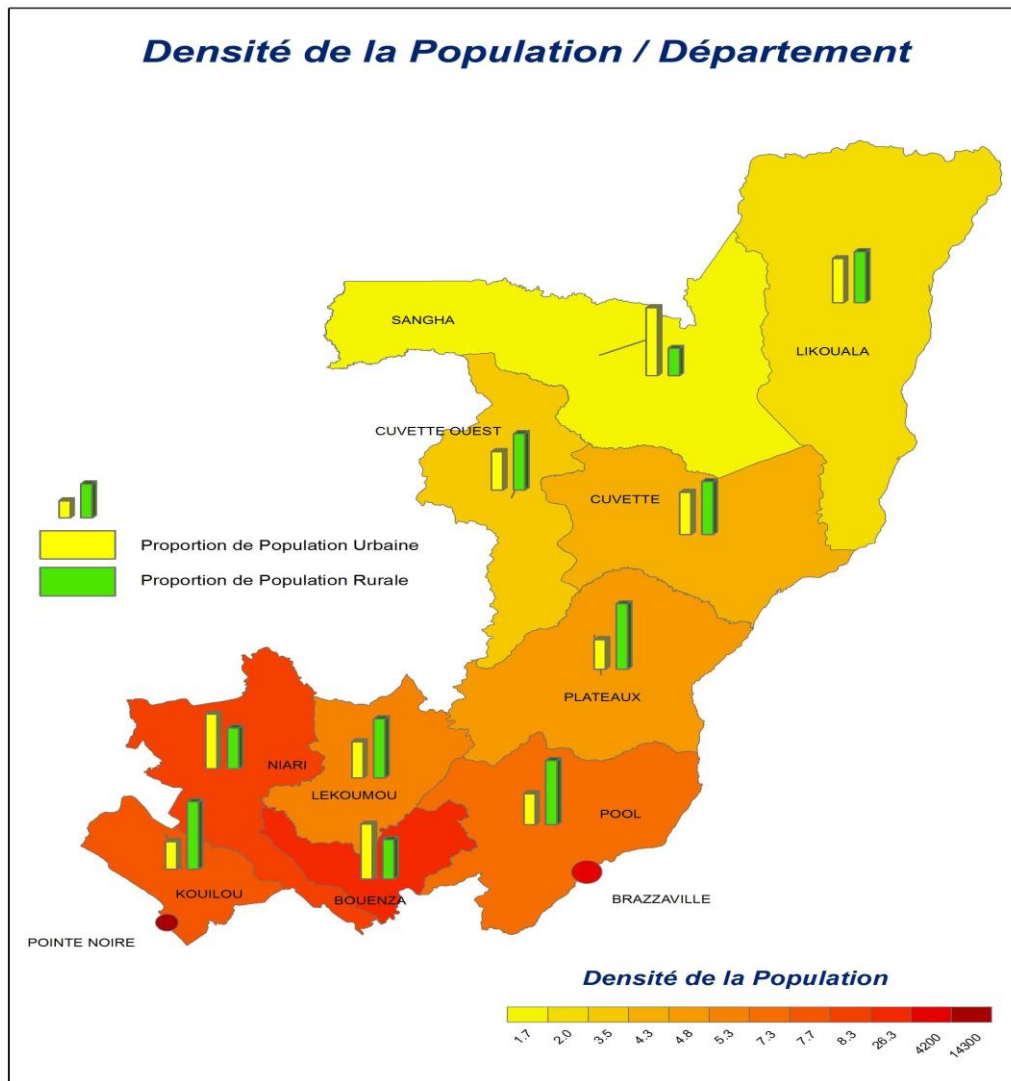 Densité de la Population / Département
SANGHA
LIKOUALA
CUVETTE OUEST
CUVETTE
Proportion de Population Urbaine
Proportion de Population Rurale
PLATEAUX
NIARI
LEKOUMOU
POOL
KOUILOU
BOUENZA
BRAZZAVILLE
POINTE NOIRE
Densité de la Population
1.7 2.0 3.5 4.3 4.8 5.3 7.3 7.7 8.3 26.3 4200 14300